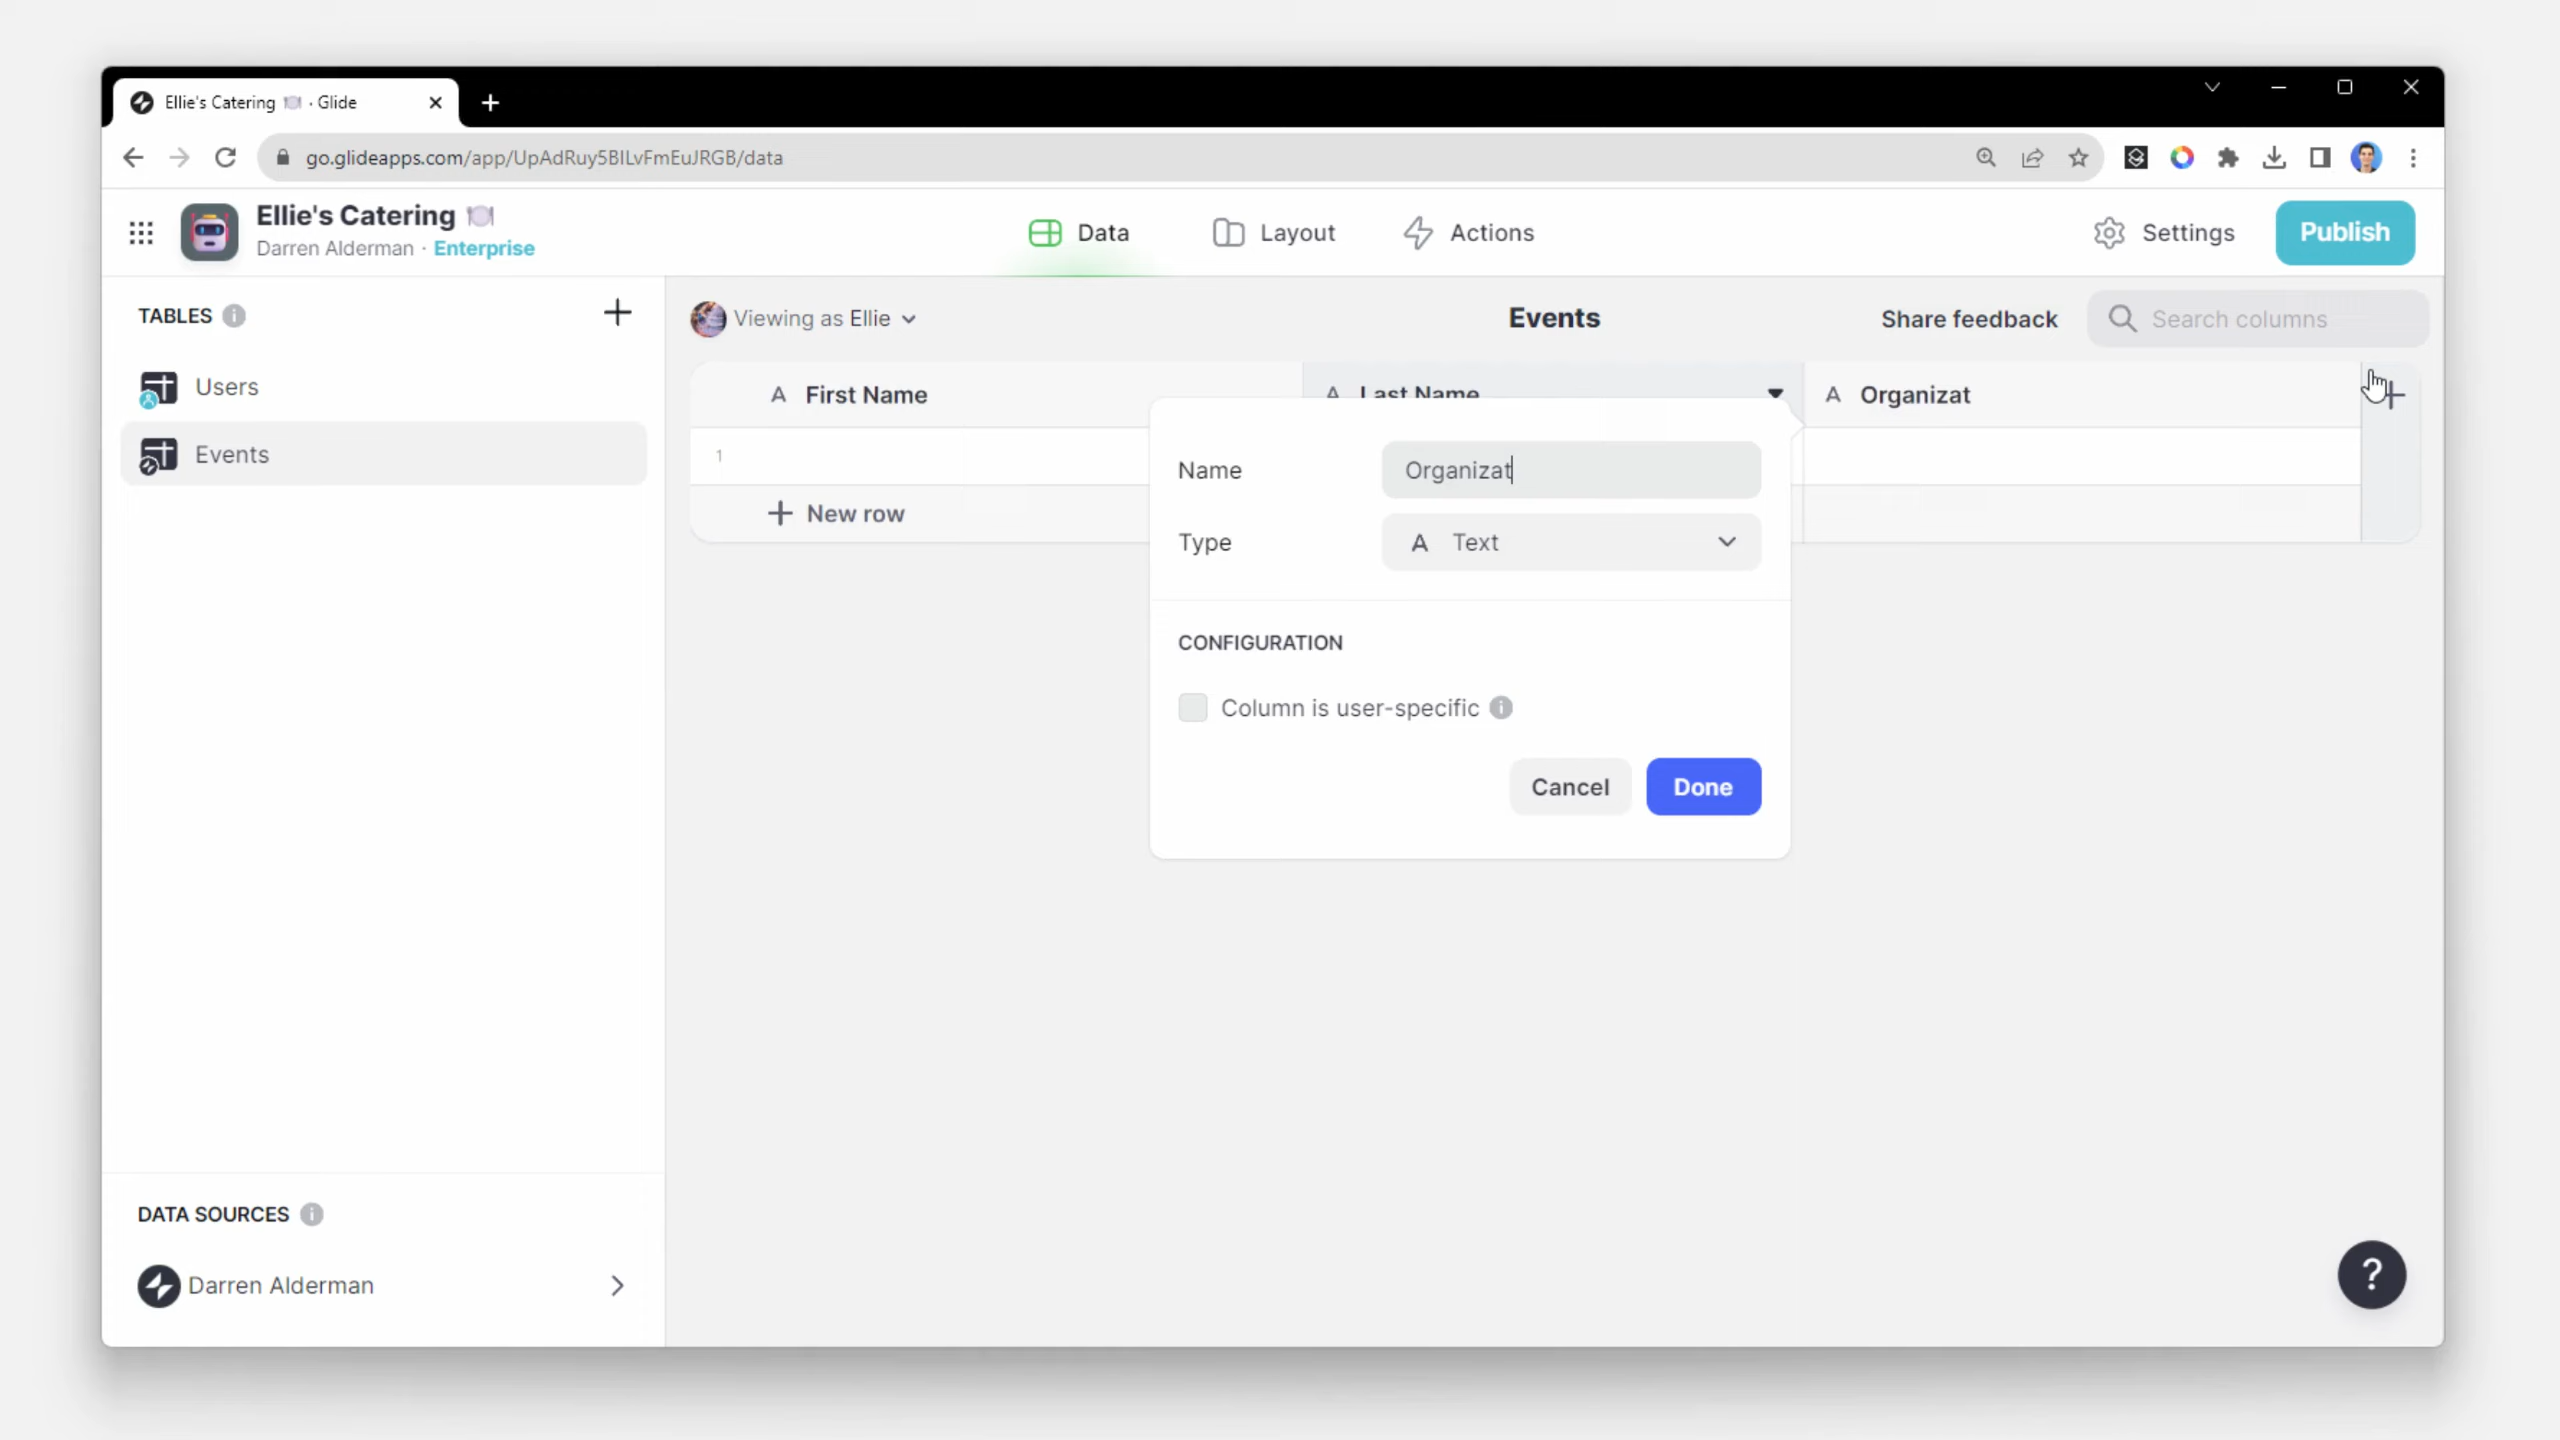 Ellie's Catering 🍽️ · Glide
go.glideapps.com/app/UpAdRuy5BILvFmEuJRGB/data
Ellie's Catering 🍽️
Darren Alderman · Enterprise
Data
Layout
Actions
Settings
Publish
TABLES
Users
Events
Viewing as Ellie
Events
Share feedback
Search columns
First Name
Last Name
Organizat
1
New row
Name
Organizat
Type
Text
CONFIGURATION
Column is user-specific
Cancel
Done
DATA SOURCES
Darren Alderman
?